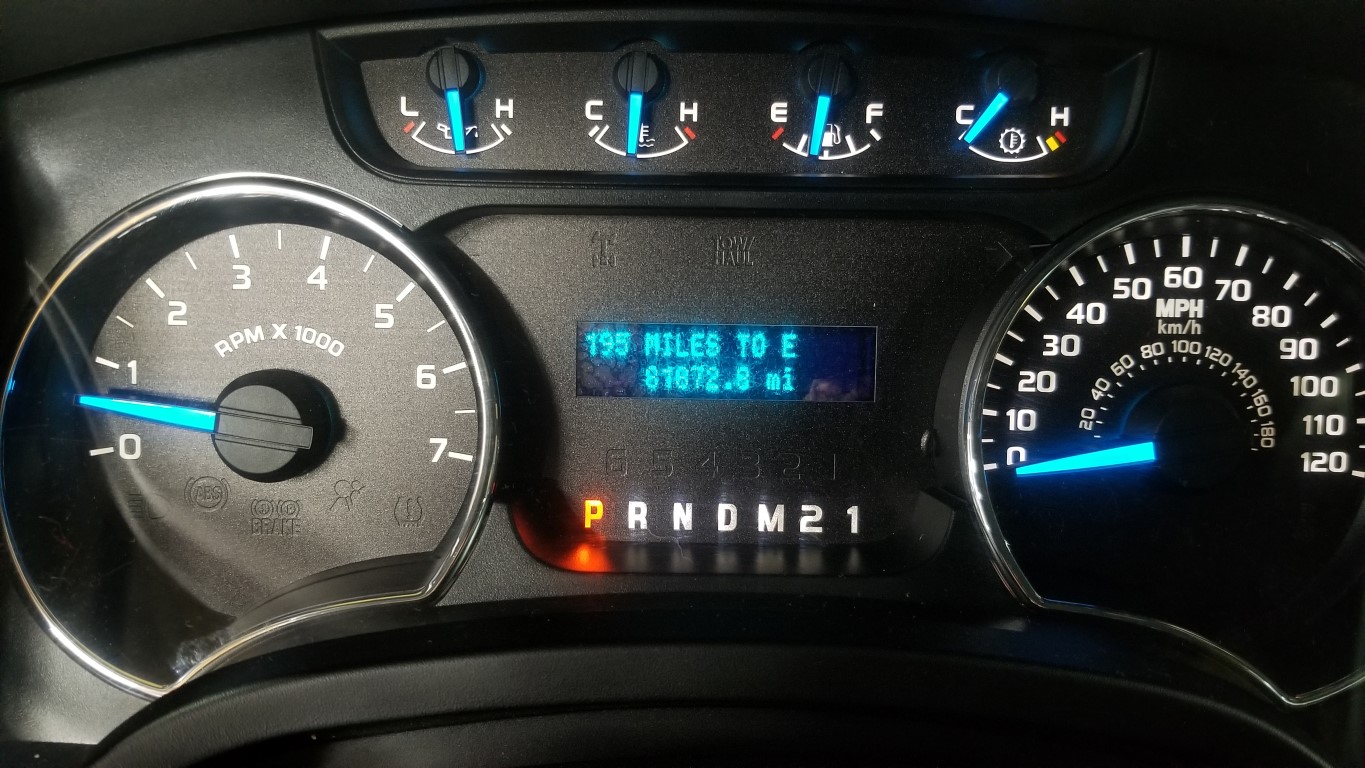 L H
C H
E F
C H
TOW/
HAUL
0 1 2 3 4 5 6 7
RPM X 1000
ABS
BRAKE
195 MILES TO E
81872.8 mi
6 5 4 3 2 1
P R N D M 2 1
0 10 20 30 40 50 60 70 80 90 100 110 120
MPH
km/h
20 40 60 80 100 120 140 160 180